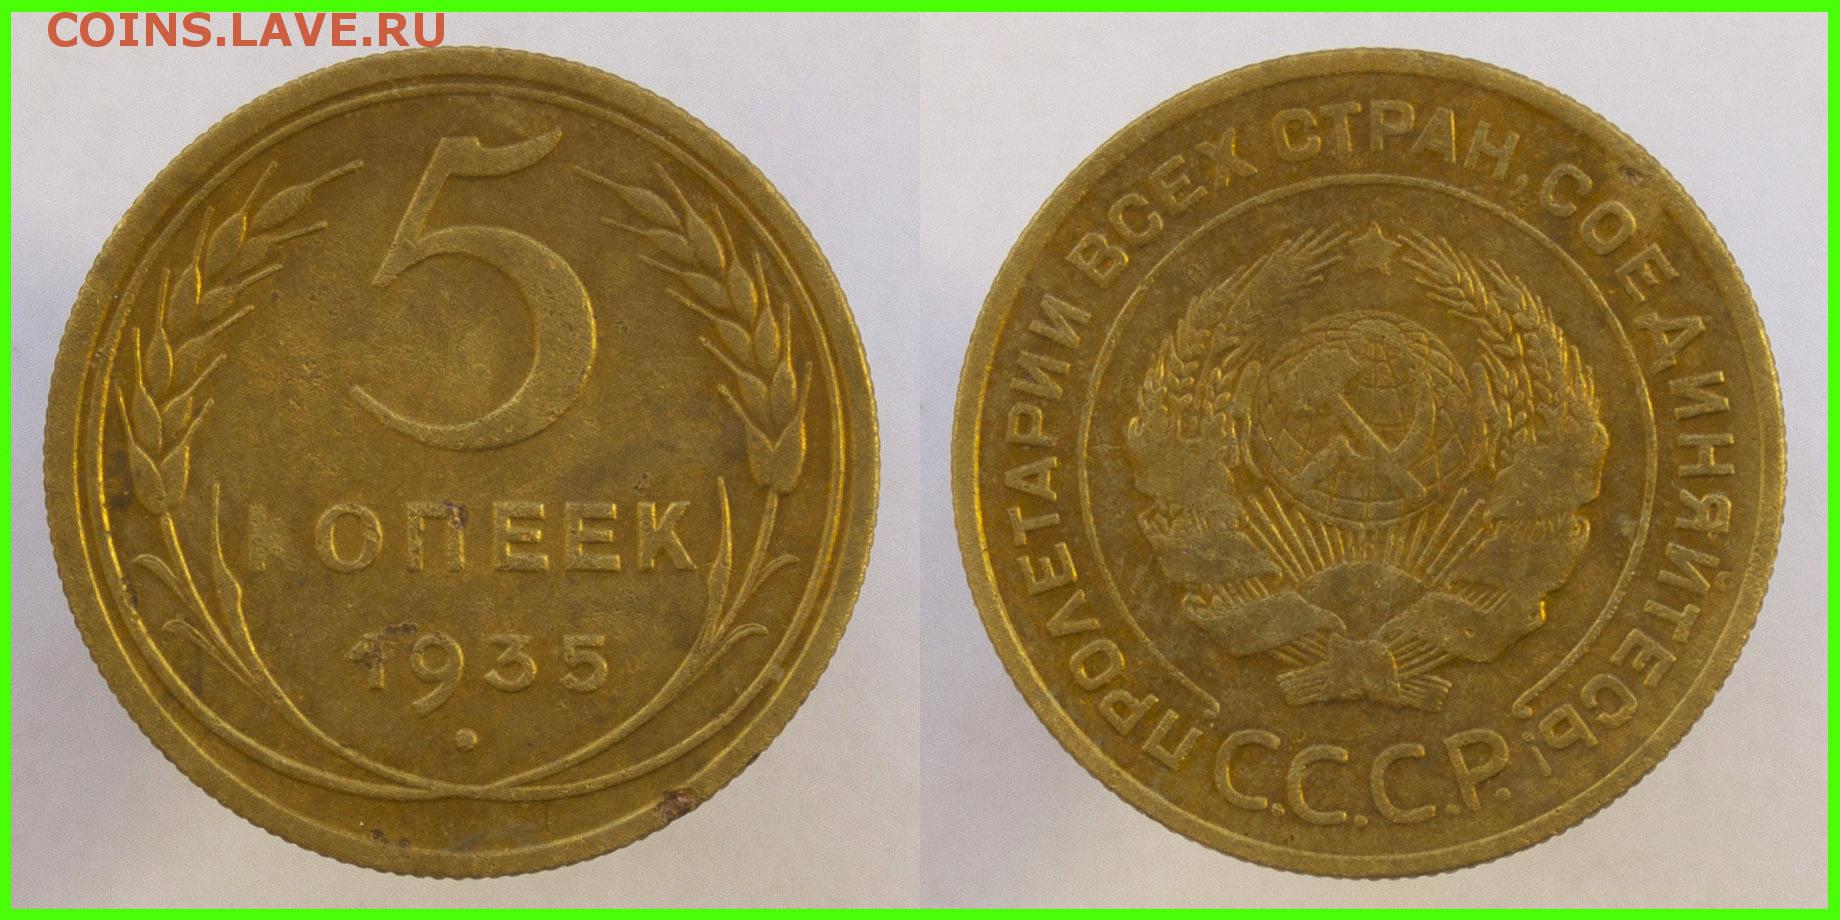 COINS.LAVE.RU
5
КОПЕЕК
1935
ПРОЛЕТАРИИ ВСЕХ СТРАН, СОЕДИНЯЙТЕСЬ!
С.С.С.Р.